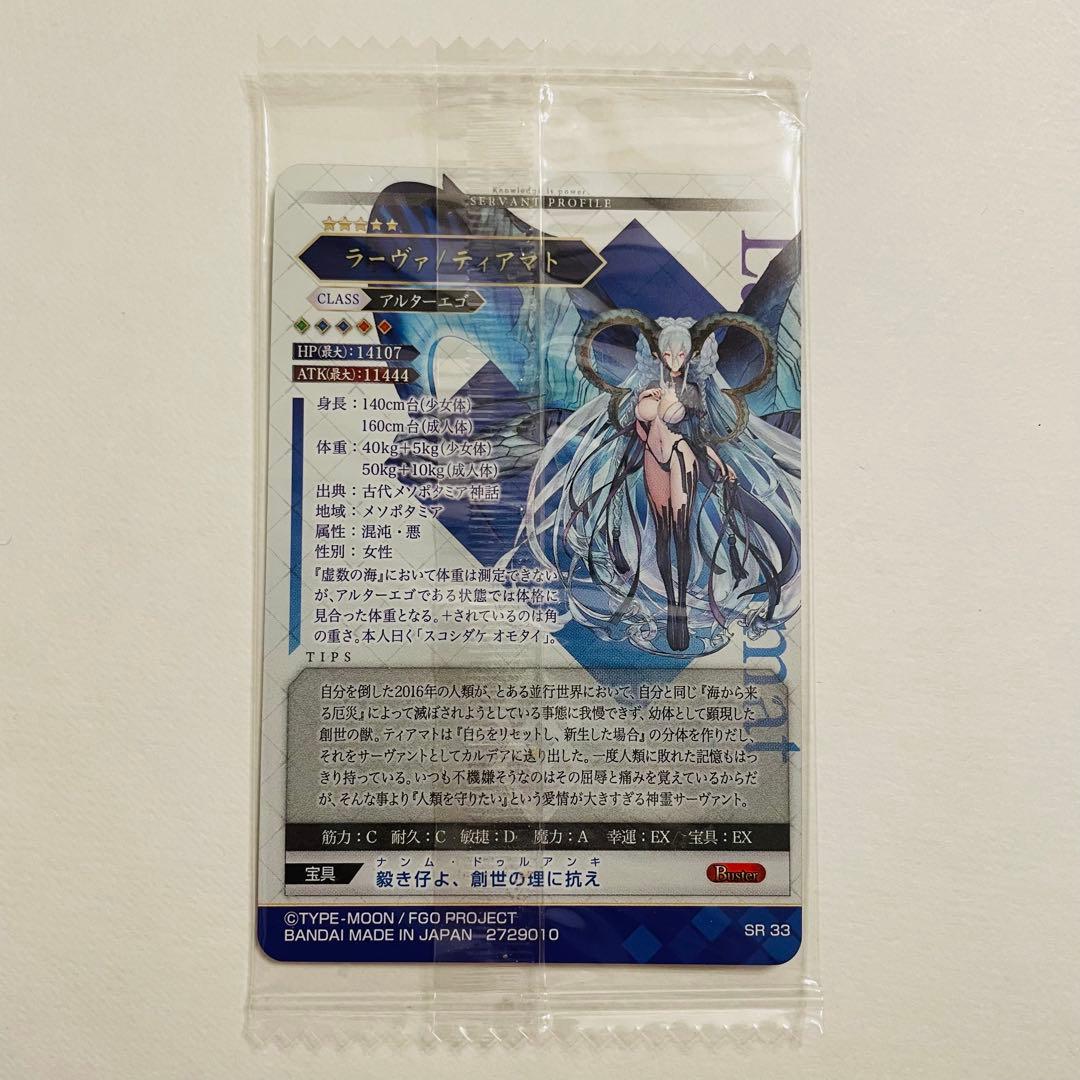 Knowledge is power.
SERVANT PROFILE
ラーヴァ/ティアマト
CLASS アルターエゴ
HP(最大):14107
ATK(最大):11444
身長:140cm台(少女体)
160cm台(成人体)
体重:40kg+5kg(少女体)
50kg+10kg(成人体)
出典:古代メソポタミア神話
地域:メソポタミア
属性:混沌・悪
性別:女性
『虚数の海』において体重は測定できない
が、アルターエゴである状態では体格に
見合った体重となる。+されているのは角
の重さ。本人曰く「スコシダケ オモタイ」。
TIPS
自分を倒した2016年の人類が、とある並行世界において、自分と同じ『海から来
る厄災』によって滅ぼされようとしている事態に我慢できず、幼体として顕現した
創世の獣。ティアマトは『自らをリセットし、新生した場合』の分体を作りだし、
それをサーヴァントとしてカルデアに送り出した。一度人類に敗れた記憶もはっ
きり持っている。いつも不機嫌そうなのはその屈辱と痛みを覚えているからだ
が、そんな事より『人類を守りたい』という愛情が大きすぎる神霊サーヴァント。
筋力:C 耐久:C 敏捷:D 魔力:A 幸運:EX 宝具:EX
ナンム・ドゥルアンキ
宝具 毅き仔よ、創世の理に抗え Buster
©TYPE-MOON / FGO PROJECT
BANDAI MADE IN JAPAN 2729010
SR 33